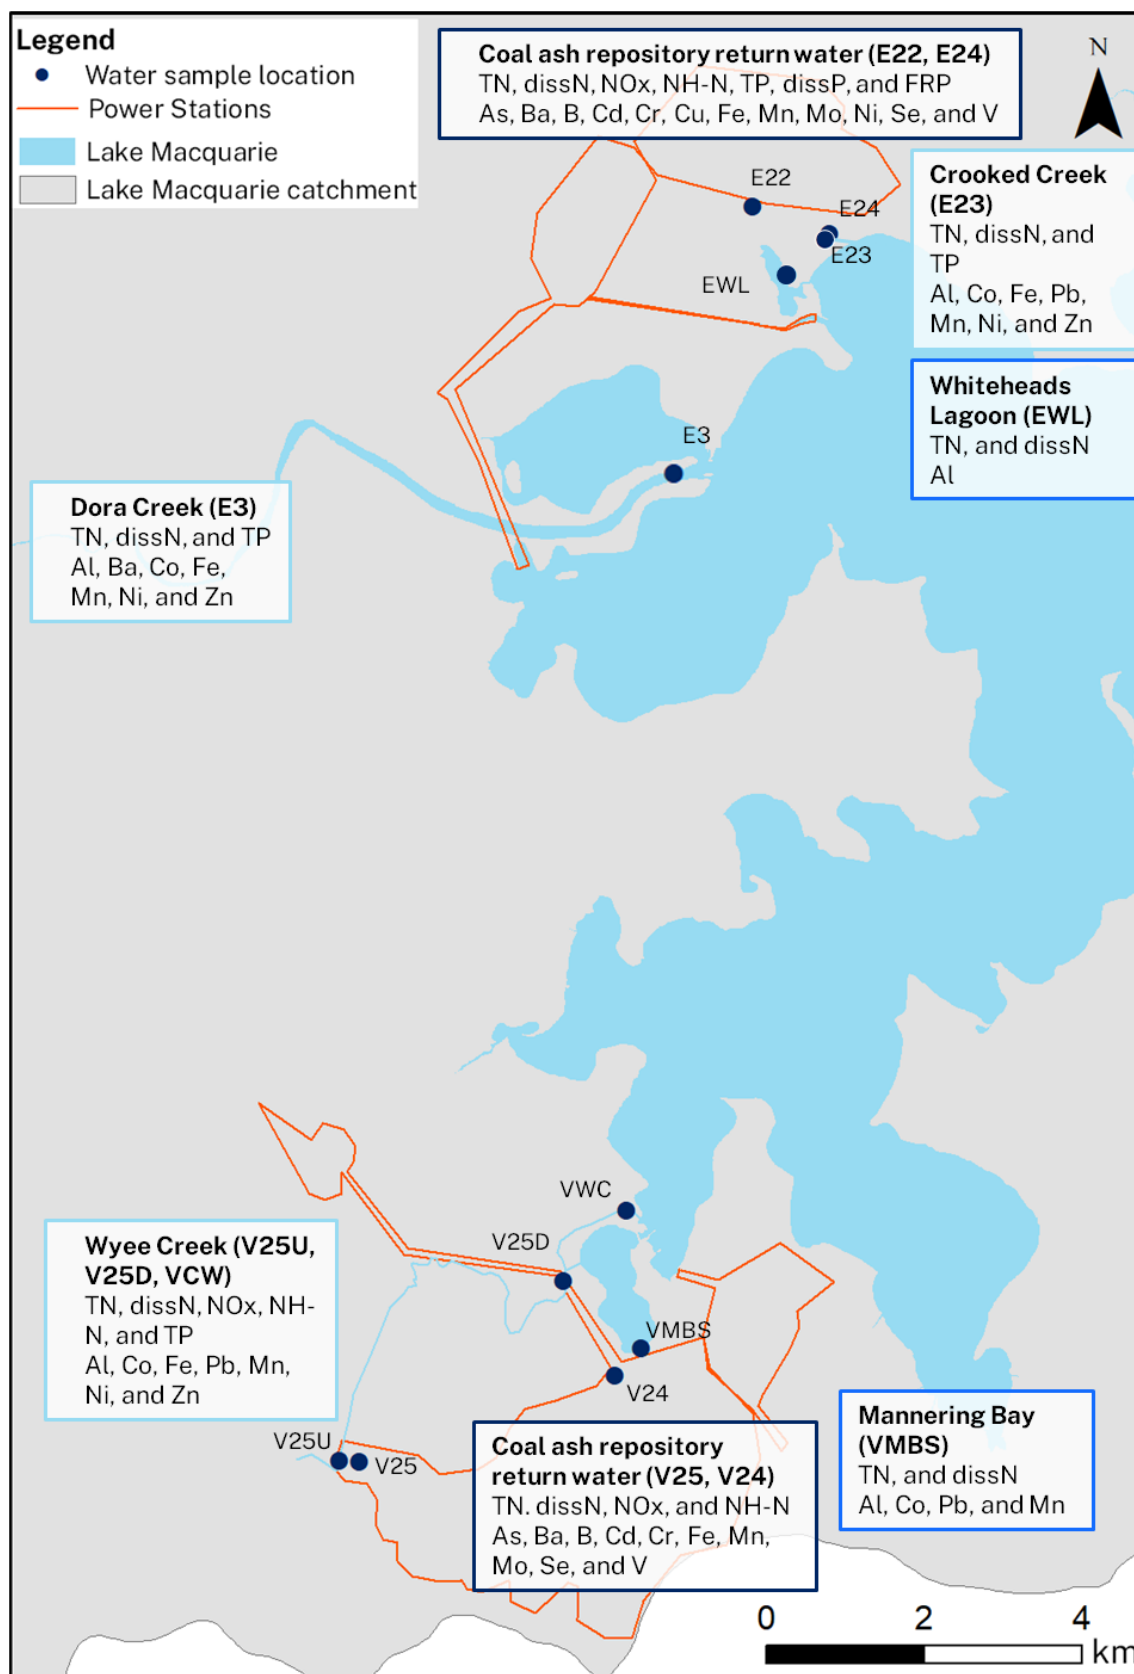 Legend
Water sample location
Power Stations
Lake Macquarie
Lake Macquarie catchment
Coal ash repository return water (E22, E24)
TN, dissN, NOx, NH-N, TP, dissP, and FRP
As, Ba, B, Cd, Cr, Cu, Fe, Mn, Mo, Ni, Se, and V
N
Crooked Creek
(E23)
TN, dissN, and
TP
Al, Co, Fe, Pb,
Mn, Ni, and Zn
E22
E24
E23
EWL
Whiteheads
Lagoon (EWL)
TN, and dissN
Al
E3
Dora Creek (E3)
TN, dissN, and TP
Al, Ba, Co, Fe,
Mn, Ni, and Zn
VWC
V25D
Wyee Creek (V25U,
V25D, VCW)
TN, dissN, NOx, NH-
N, and TP
Al, Co, Fe, Pb, Mn,
Ni, and Zn
VMBS
V24
V25U
V25
Coal ash repository
return water (V25, V24)
TN. dissN, NOx, and NH-N
As, Ba, B, Cd, Cr, Fe, Mn,
Mo, Se, and V
Mannering Bay
(VMBS)
TN, and dissN
Al, Co, Pb, and Mn
0 2 4
km